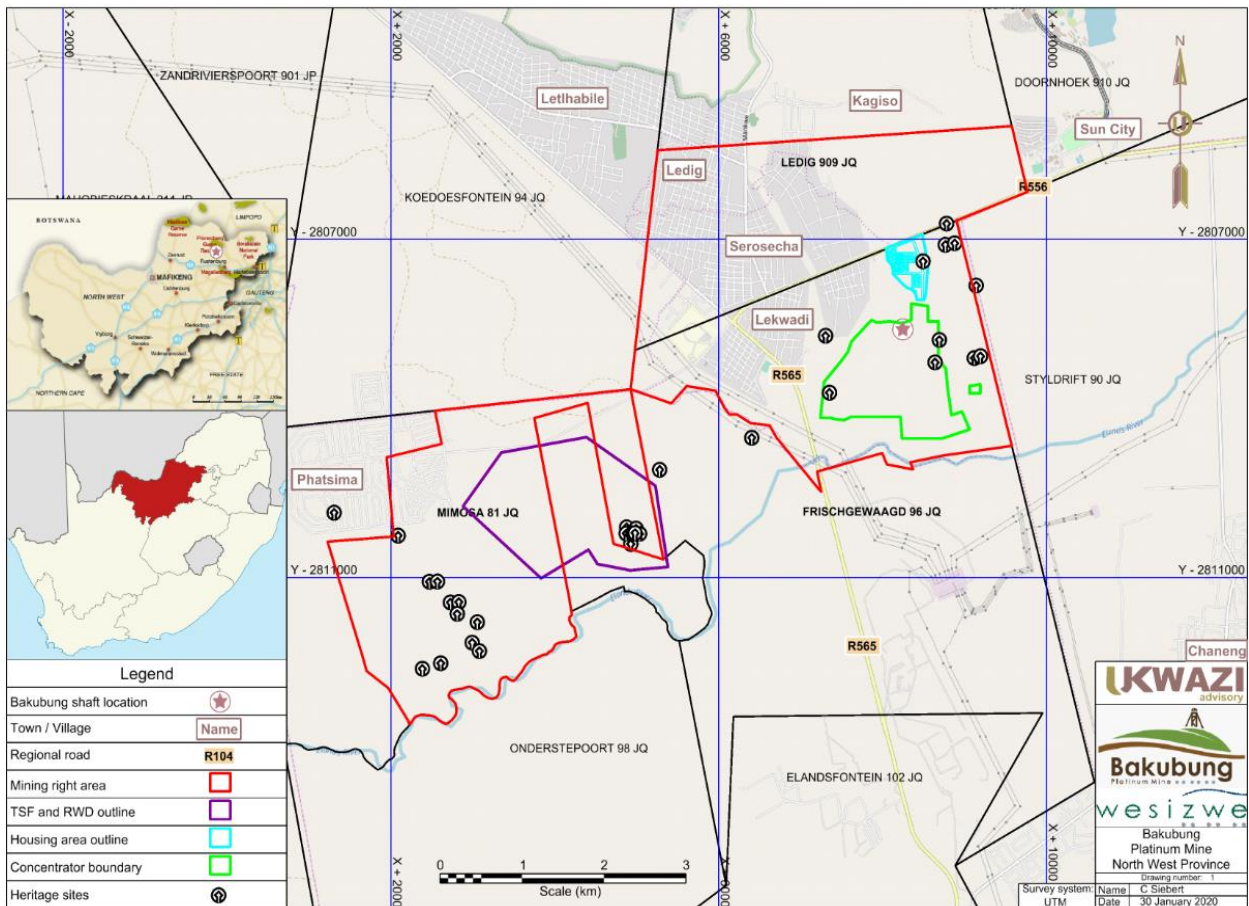 X - 2000
X + 2000
X + 6000
X + 10000
ZANDRIVIERSPOORT 901 JP
DOORNHOEK 910 JQ
Letlhabile
Kagiso
Sun City
N
Ledig
LEDIG 909 JQ
R556
KOEDOESFONTEIN 94 JQ
Serosecha
Y - 2807000
Y - 2807000
Lekwadi
R565
STYLDRIFT 90 JQ
Elands River
Phatsima
MIMOSA 81 JQ
FRISCHGEWAAGD 96 JQ
Y - 2811000
Y - 2811000
R565
Chaneng
ONDERSTEPOORT 98 JQ
ELANDSFONTEIN 102 JQ
BOTSWANA
LIMPOPO
MAFIKENG
NORTH WEST
GAUTENG
Vryburg
Klerksdorp
FREE STATE
NORTHERN CAPE
Legend
Bakubung shaft location
Town / Village
Name
Regional road
R104
Mining right area
TSF and RWD outline
Housing area outline
Concentrator boundary
Heritage sites
0
1
2
3
Scale (km)
UKWAZI
advisory
Bakubung
Platinum Mine
wesizwe
Bakubung
Platinum Mine
North West Province
Drawing number: 1
Survey system:
UTM
Name
C Siebert
Date
30 January 2020